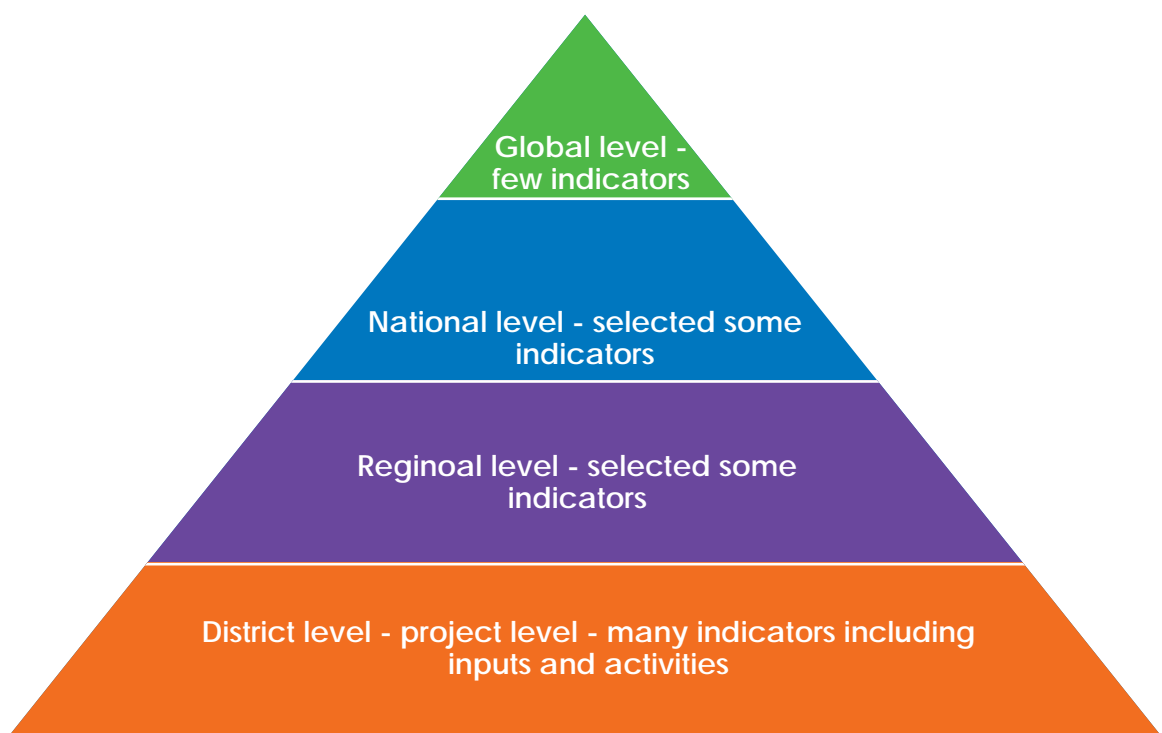 Global level -
few indicators
National level - selected some
indicators
Reginoal level - selected some
indicators
District level - project level - many indicators including
inputs and activities